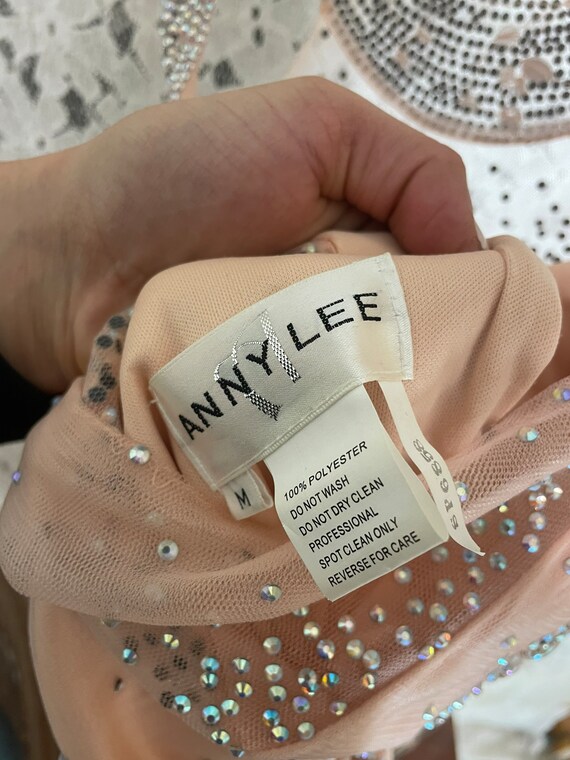 ANNY LEE
M
100% POLYESTER
DO NOT WASH
DO NOT DRY CLEAN
PROFESSIONAL
SPOT CLEAN ONLY
REVERSE FOR CARE